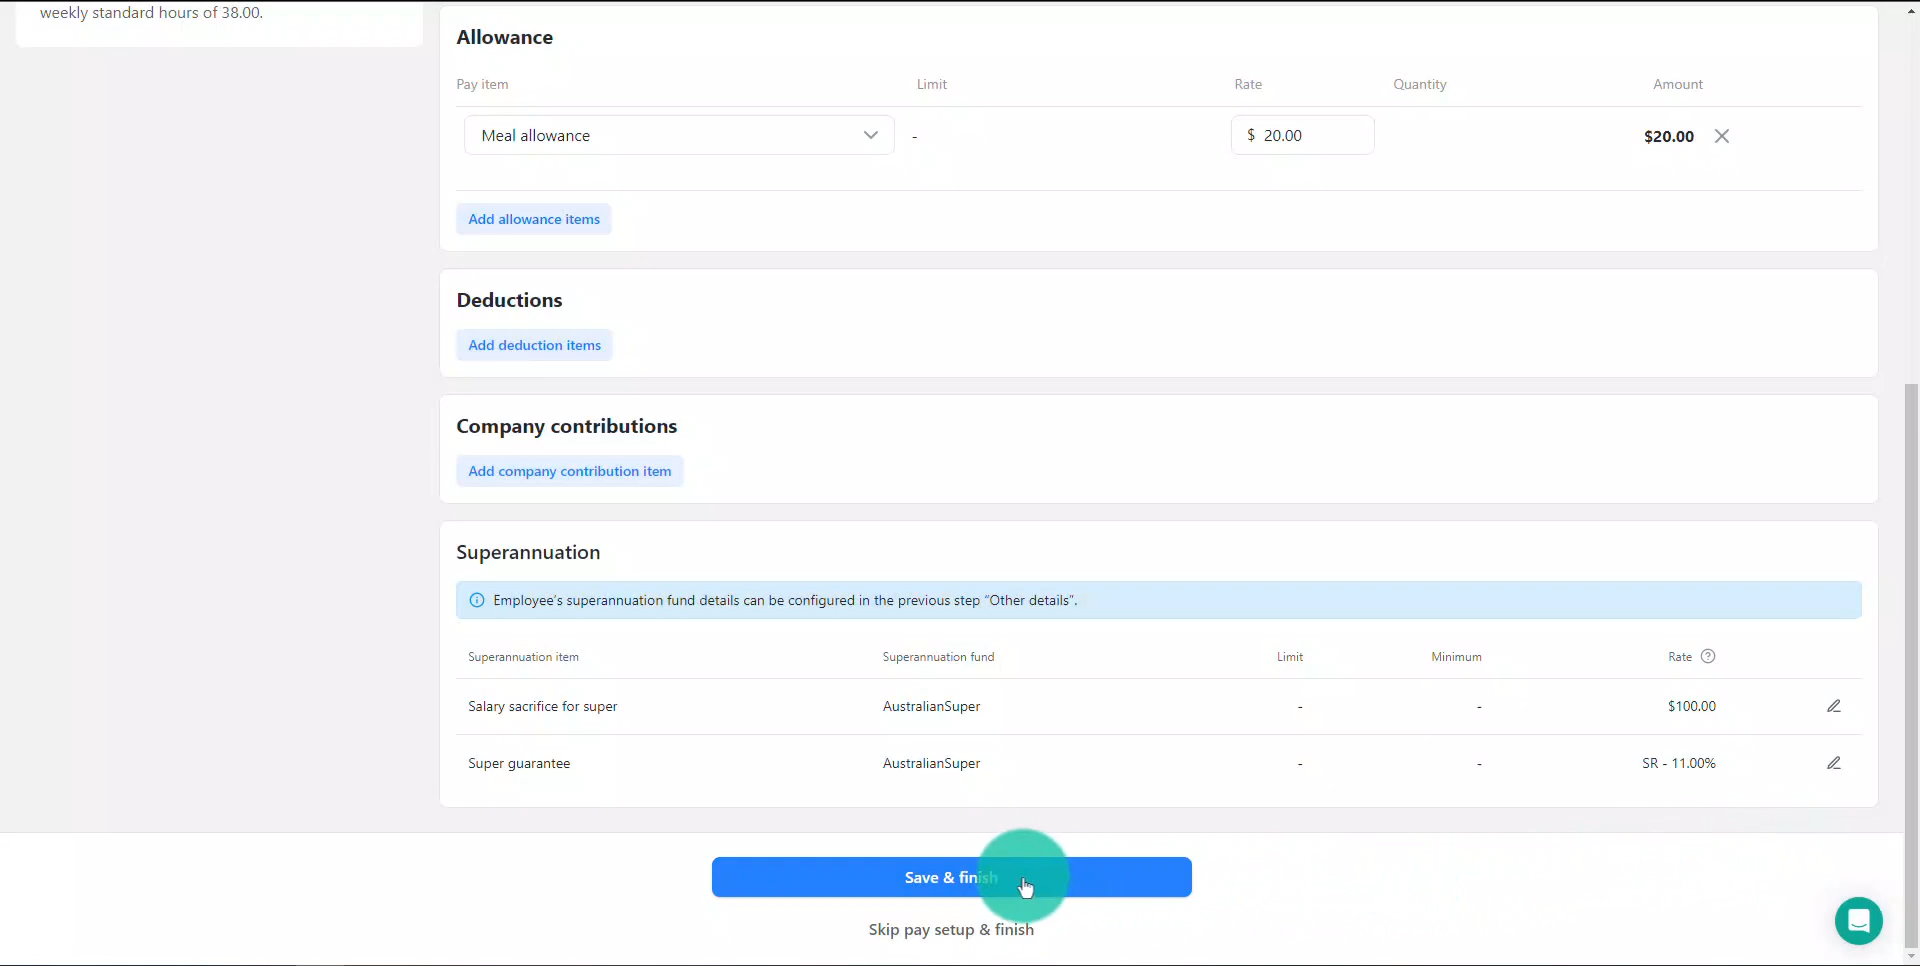 weekly standard hours of 38.00.
Allowance
Pay item Limit Rate Quantity Amount
Meal allowance - $ 20.00 $20.00
Add allowance items
Deductions
Add deduction items
Company contributions
Add company contribution item
Superannuation
Employee's superannuation fund details can be configured in the previous step “Other details”.
Superannuation item Superannuation fund Limit Minimum Rate
Salary sacrifice for super AustralianSuper - - $100.00
Super guarantee AustralianSuper - - SR - 11.00%
Save & finish
Skip pay setup & finish